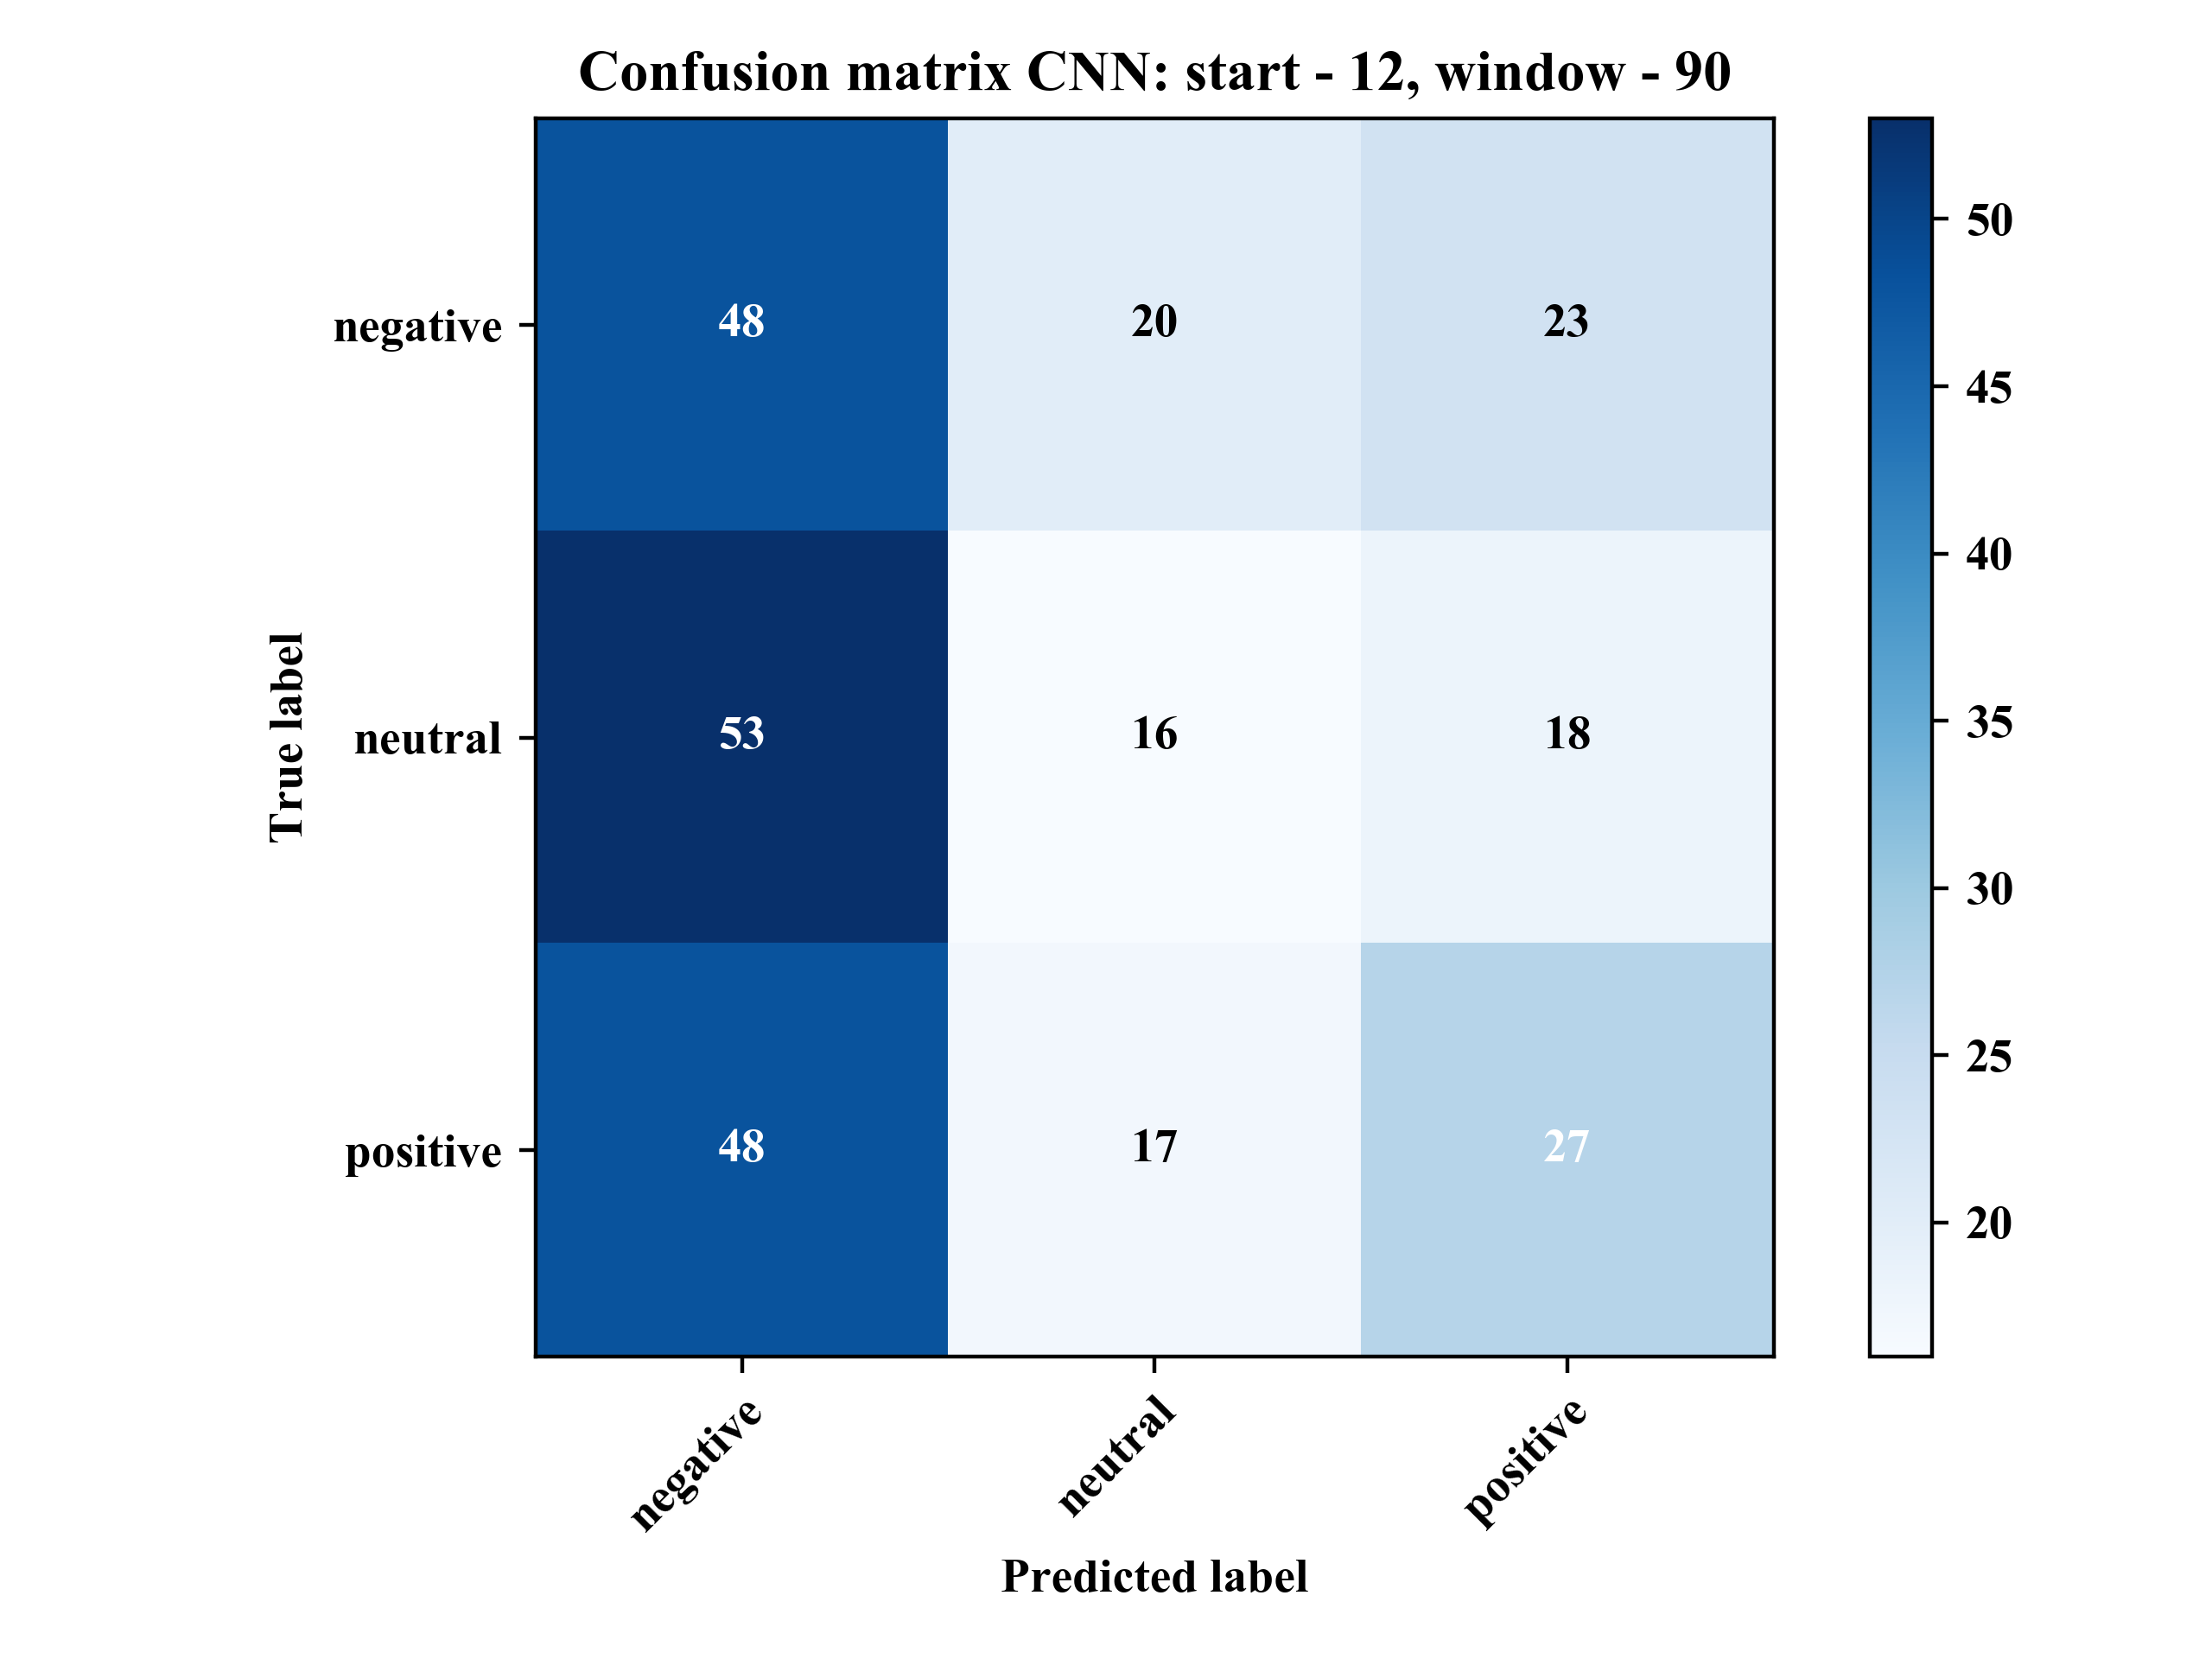 Confusion matrix CNN: start - 12, window - 90
True label
negative
48
20
23
neutral
53
16
18
positive
48
17
27
negative
neutral
positive
Predicted label
50
45
40
35
30
25
20